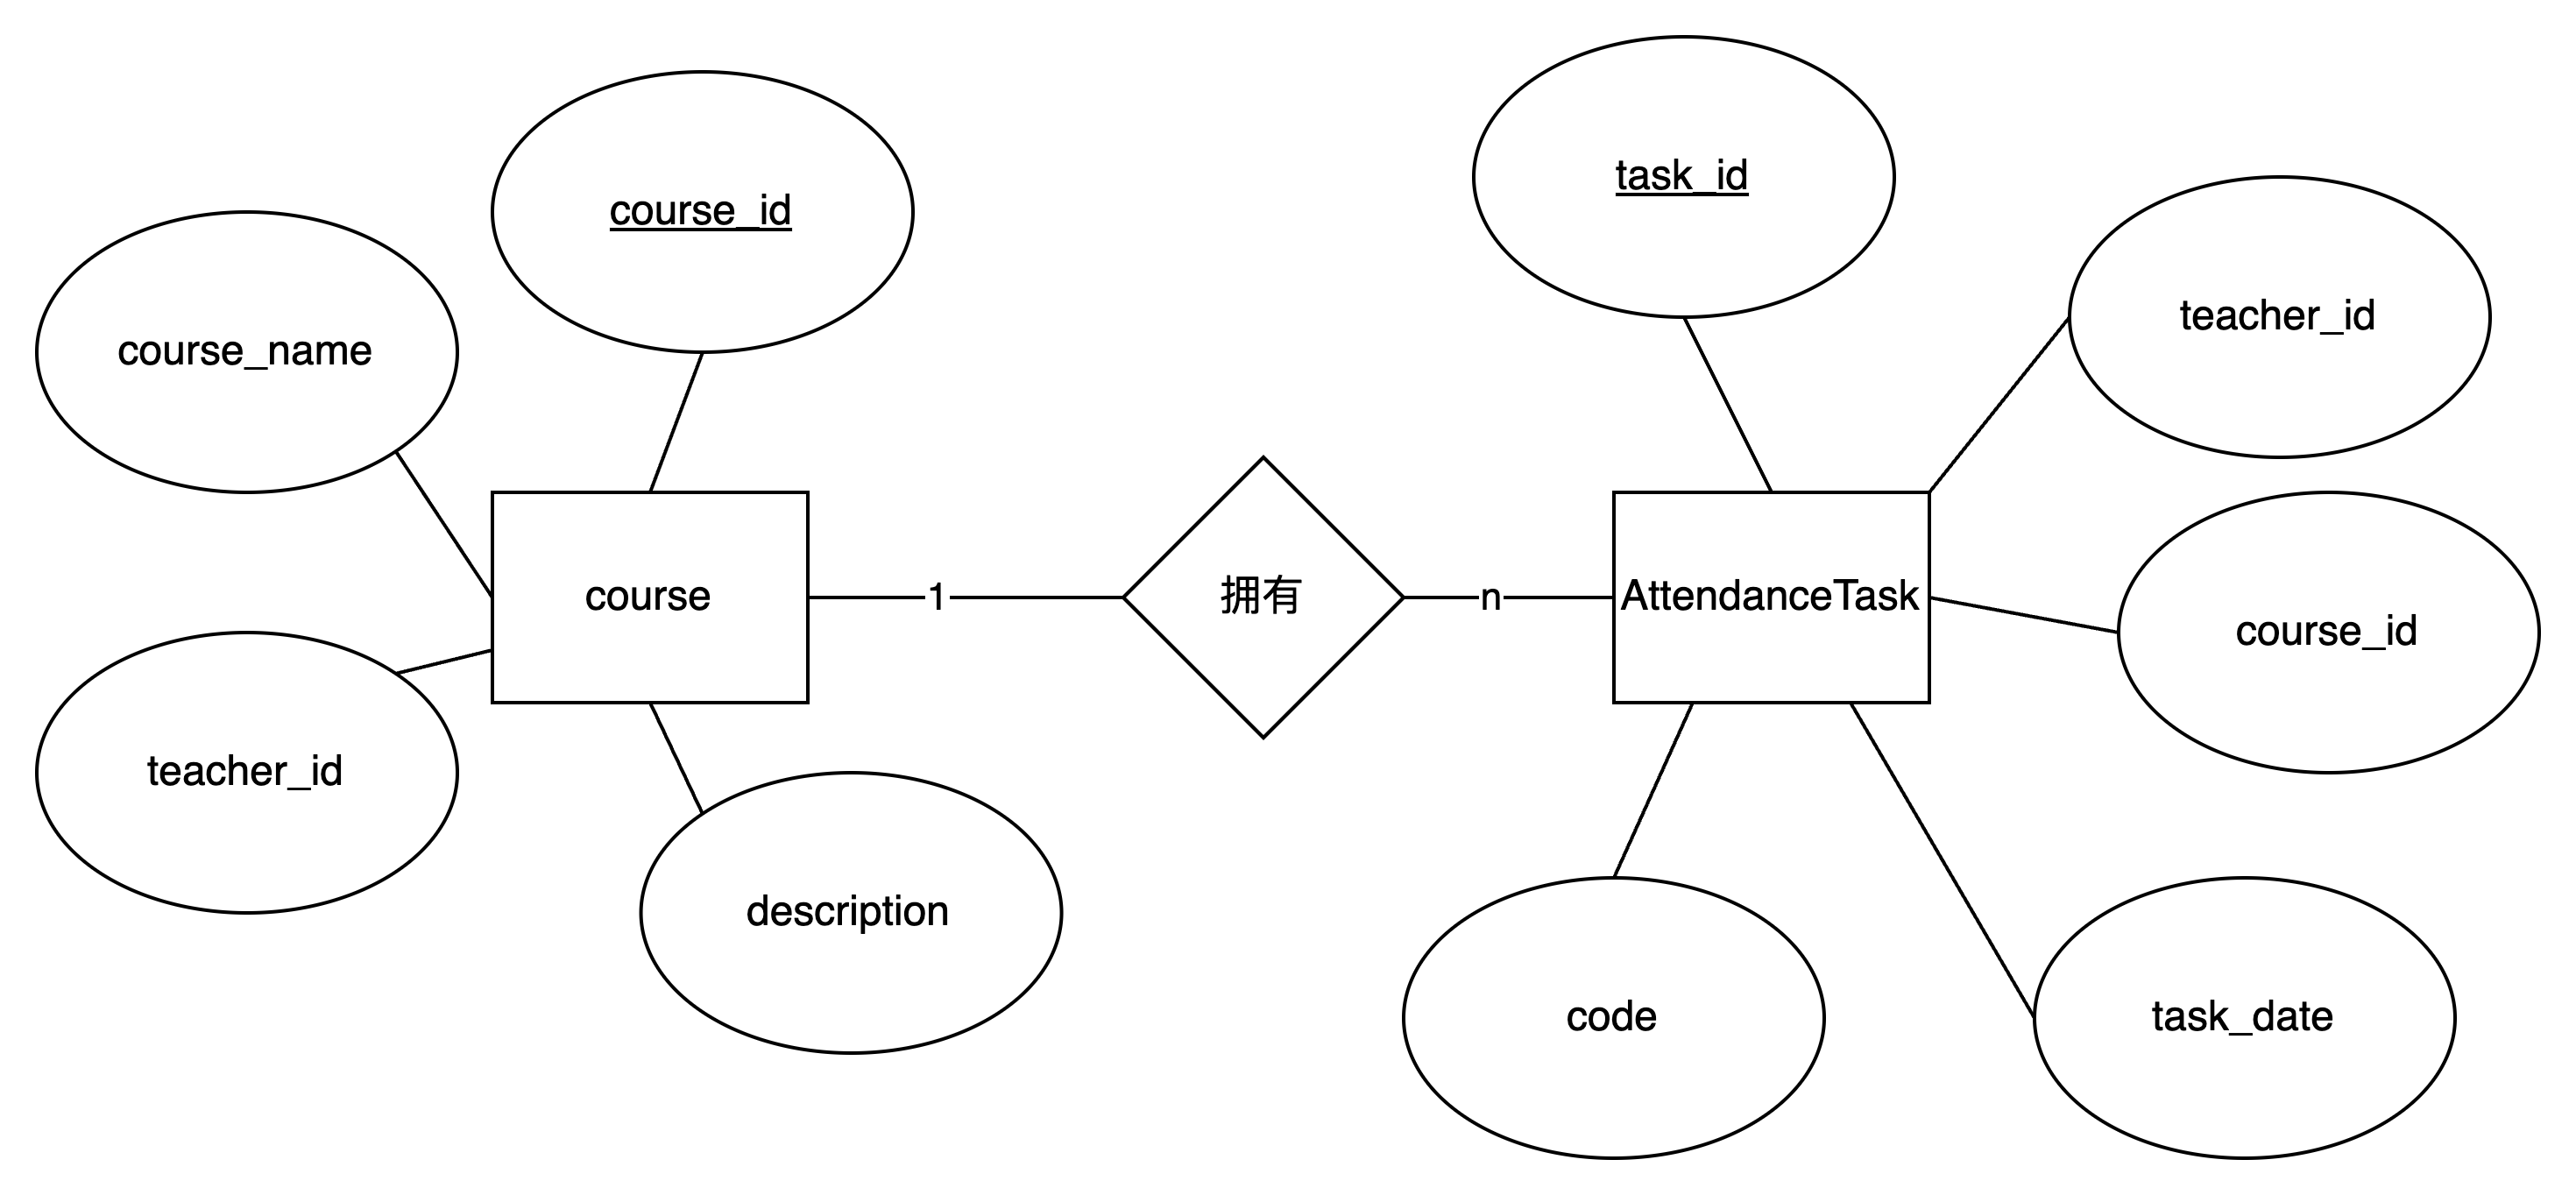 task_id
course_id
teacher_id
course_name
course
1
拥有
n
AttendanceTask
course_id
teacher_id
description
code
task_date